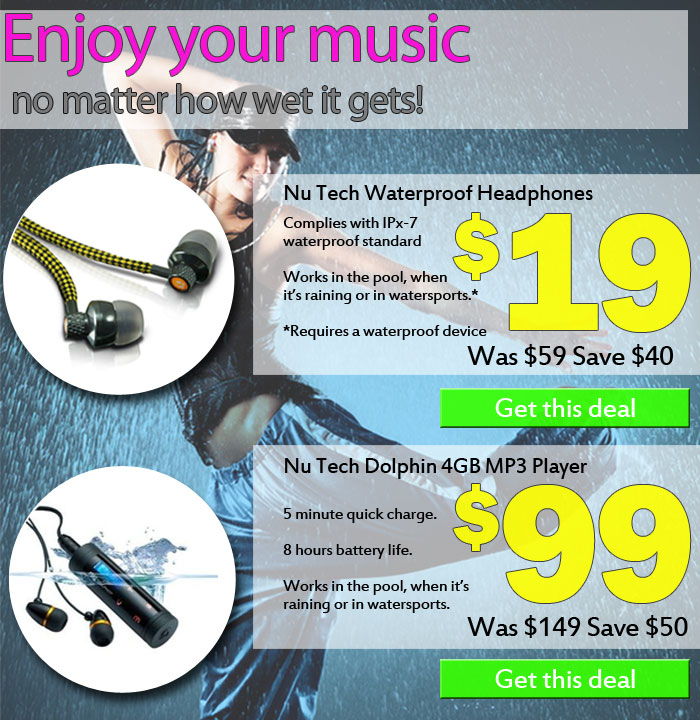 Enjoy your music
no matter how wet it gets!
Nu Tech Waterproof Headphones
Complies with IPx-7
waterproof standard
Works in the pool, when
it's raining or in watersports.*
*Requires a waterproof device
$19
Was $59 Save $40
Get this deal
Nu Tech Dolphin 4GB MP3 Player
5 minute quick charge.
8 hours battery life.
Works in the pool, when it's
raining or in watersports.
$99
Was $149 Save $50
Get this deal